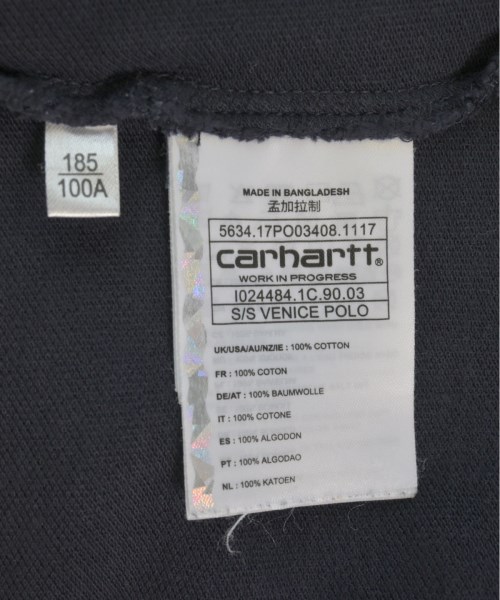 185
100A
MADE IN BANGLADESH
孟加拉制
5634.17PO03408.1117
carhartt®
WORK IN PROGRESS
I024484.1C.90.03
S/S VENICE POLO
UK/USA/AU/NZ/IE : 100% COTTON
FR : 100% COTON
DE/AT : 100% BAUMWOLLE
IT : 100% COTONE
ES : 100% ALGODON
PT : 100% ALGODAO
NL : 100% KATOEN